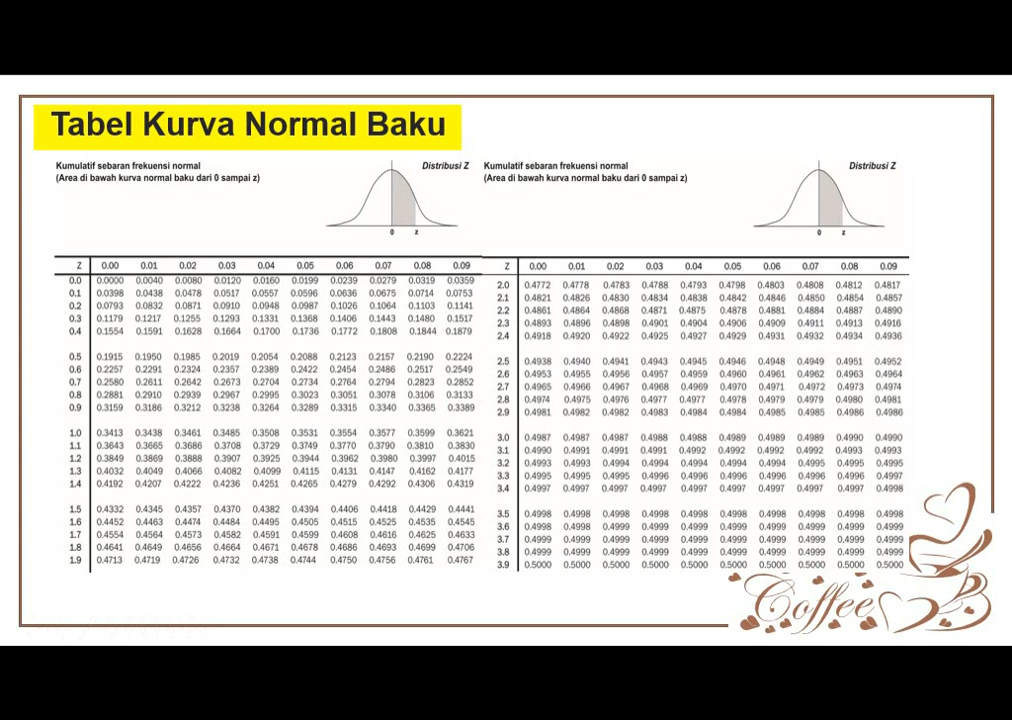 Tabel Kurva Normal Baku
Kumulatif sebaran frekuensi normal
(Area di bawah kurva normal baku dari 0 sampai z)
Distribusi Z
0 z
Z 0.00 0.01 0.02 0.03 0.04 0.05 0.06 0.07 0.08 0.09
0.0 0.0000 0.0040 0.0080 0.0120 0.0160 0.0199 0.0239 0.0279 0.0319 0.0359
0.1 0.0398 0.0438 0.0478 0.0517 0.0557 0.0596 0.0636 0.0675 0.0714 0.0753
0.2 0.0793 0.0832 0.0871 0.0910 0.0948 0.0987 0.1026 0.1064 0.1103 0.1141
0.3 0.1179 0.1217 0.1255 0.1293 0.1331 0.1368 0.1406 0.1443 0.1480 0.1517
0.4 0.1554 0.1591 0.1628 0.1664 0.1700 0.1736 0.1772 0.1808 0.1844 0.1879
0.5 0.1915 0.1950 0.1985 0.2019 0.2054 0.2088 0.2123 0.2157 0.2190 0.2224
0.6 0.2257 0.2291 0.2324 0.2357 0.2389 0.2422 0.2454 0.2486 0.2517 0.2549
0.7 0.2580 0.2611 0.2642 0.2673 0.2704 0.2734 0.2764 0.2794 0.2823 0.2852
0.8 0.2881 0.2910 0.2939 0.2967 0.2995 0.3023 0.3051 0.3078 0.3106 0.3133
0.9 0.3159 0.3186 0.3212 0.3238 0.3264 0.3289 0.3315 0.3340 0.3365 0.3389
1.0 0.3413 0.3438 0.3461 0.3485 0.3508 0.3531 0.3554 0.3577 0.3599 0.3621
1.1 0.3643 0.3665 0.3686 0.3708 0.3729 0.3749 0.3770 0.3790 0.3810 0.3830
1.2 0.3849 0.3869 0.3888 0.3907 0.3925 0.3944 0.3962 0.3980 0.3997 0.4015
1.3 0.4032 0.4049 0.4066 0.4082 0.4099 0.4115 0.4131 0.4147 0.4162 0.4177
1.4 0.4192 0.4207 0.4222 0.4236 0.4251 0.4265 0.4279 0.4292 0.4306 0.4319
1.5 0.4332 0.4345 0.4357 0.4370 0.4382 0.4394 0.4406 0.4418 0.4429 0.4441
1.6 0.4452 0.4463 0.4474 0.4484 0.4495 0.4505 0.4515 0.4525 0.4535 0.4545
1.7 0.4554 0.4564 0.4573 0.4582 0.4591 0.4599 0.4608 0.4616 0.4625 0.4633
1.8 0.4641 0.4649 0.4656 0.4664 0.4671 0.4678 0.4686 0.4693 0.4699 0.4706
1.9 0.4713 0.4719 0.4726 0.4732 0.4738 0.4744 0.4750 0.4756 0.4761 0.4767
Kumulatif sebaran frekuensi normal
(Area di bawah kurva normal baku dari 0 sampai z)
Distribusi Z
0 z
Z 0.00 0.01 0.02 0.03 0.04 0.05 0.06 0.07 0.08 0.09
2.0 0.4772 0.4778 0.4783 0.4788 0.4793 0.4798 0.4803 0.4808 0.4812 0.4817
2.1 0.4821 0.4826 0.4830 0.4834 0.4838 0.4842 0.4846 0.4850 0.4854 0.4857
2.2 0.4861 0.4864 0.4868 0.4871 0.4875 0.4878 0.4881 0.4884 0.4887 0.4890
2.3 0.4893 0.4896 0.4898 0.4901 0.4904 0.4906 0.4909 0.4911 0.4913 0.4916
2.4 0.4918 0.4920 0.4922 0.4925 0.4927 0.4929 0.4931 0.4932 0.4934 0.4936
2.5 0.4938 0.4940 0.4941 0.4943 0.4945 0.4946 0.4948 0.4949 0.4951 0.4952
2.6 0.4953 0.4955 0.4956 0.4957 0.4959 0.4960 0.4961 0.4962 0.4963 0.4964
2.7 0.4965 0.4966 0.4967 0.4968 0.4969 0.4970 0.4971 0.4972 0.4973 0.4974
2.8 0.4974 0.4975 0.4976 0.4977 0.4977 0.4978 0.4979 0.4979 0.4980 0.4981
2.9 0.4981 0.4982 0.4982 0.4983 0.4984 0.4984 0.4985 0.4985 0.4986 0.4986
3.0 0.4987 0.4987 0.4987 0.4988 0.4988 0.4989 0.4989 0.4989 0.4990 0.4990
3.1 0.4990 0.4991 0.4991 0.4991 0.4992 0.4992 0.4992 0.4992 0.4993 0.4993
3.2 0.4993 0.4993 0.4994 0.4994 0.4994 0.4994 0.4994 0.4995 0.4995 0.4995
3.3 0.4995 0.4995 0.4995 0.4996 0.4996 0.4996 0.4996 0.4996 0.4996 0.4997
3.4 0.4997 0.4997 0.4997 0.4997 0.4997 0.4997 0.4997 0.4997 0.4997 0.4998
3.5 0.4998 0.4998 0.4998 0.4998 0.4998 0.4998 0.4998 0.4998 0.4998 0.4998
3.6 0.4998 0.4998 0.4999 0.4999 0.4999 0.4999 0.4999 0.4999 0.4999 0.4999
3.7 0.4999 0.4999 0.4999 0.4999 0.4999 0.4999 0.4999 0.4999 0.4999 0.4999
3.8 0.4999 0.4999 0.4999 0.4999 0.4999 0.4999 0.4999 0.4999 0.4999 0.4999
3.9 0.5000 0.5000 0.5000 0.5000 0.5000 0.5000 0.5000 0.5000 0.5000 0.5000
Coffee